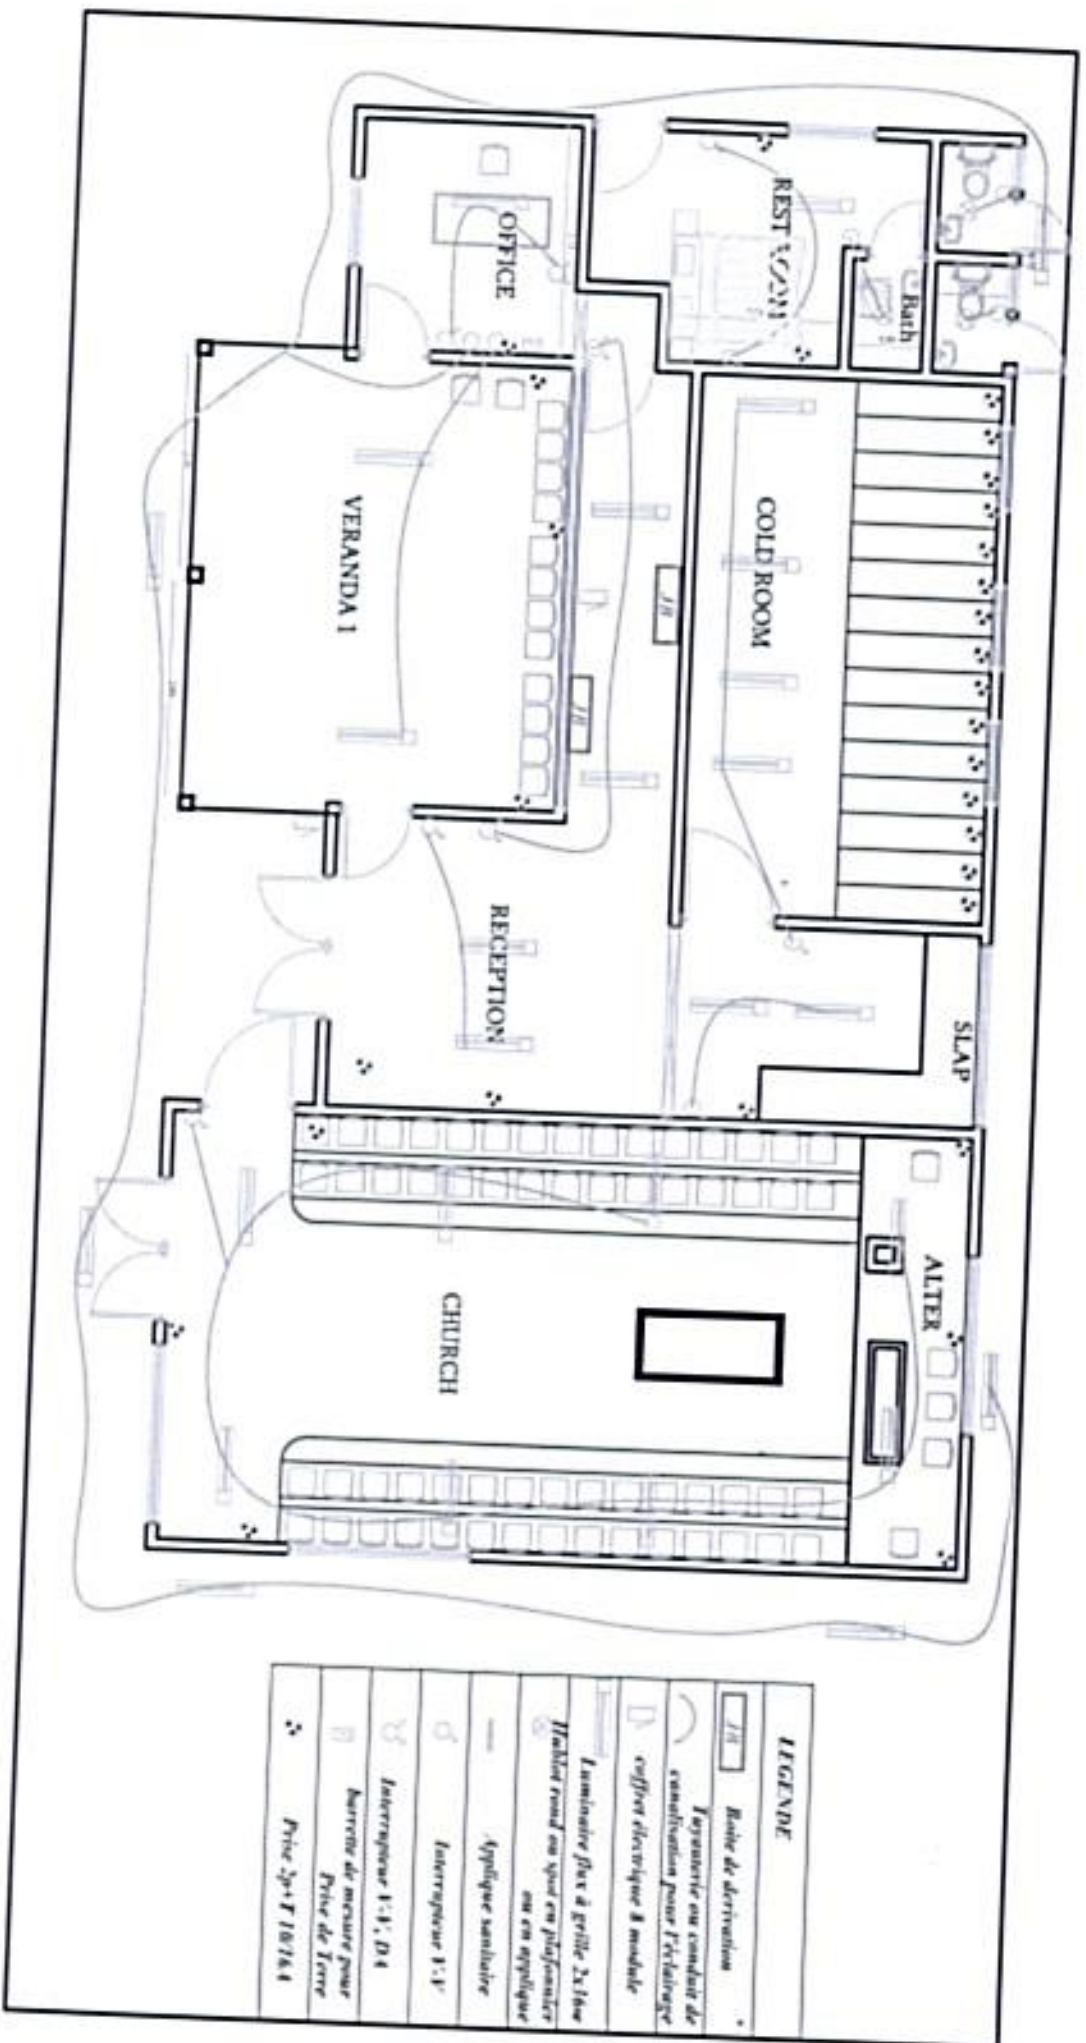 REST ROOM
Bath
OFFICE
COLD ROOM
VERANDA 1
JB
JB
RECEPTION
SLAP
ALTER
CHURCH
LEGENDE
JB
Boite de derivation
Tuyauterie ou conduit de
canalisation pour l'éclairage
coffret électrique 8 module
Luminaire flux à grille 2x36w
Hublot rond ou spot en plafonnier
ou en applique
Applique sanitaire
Interrupteur V-V
Interrupteur V-V, DA
barrette de mesure pour
Prise de Terre
Prise 2p+T 10/16A